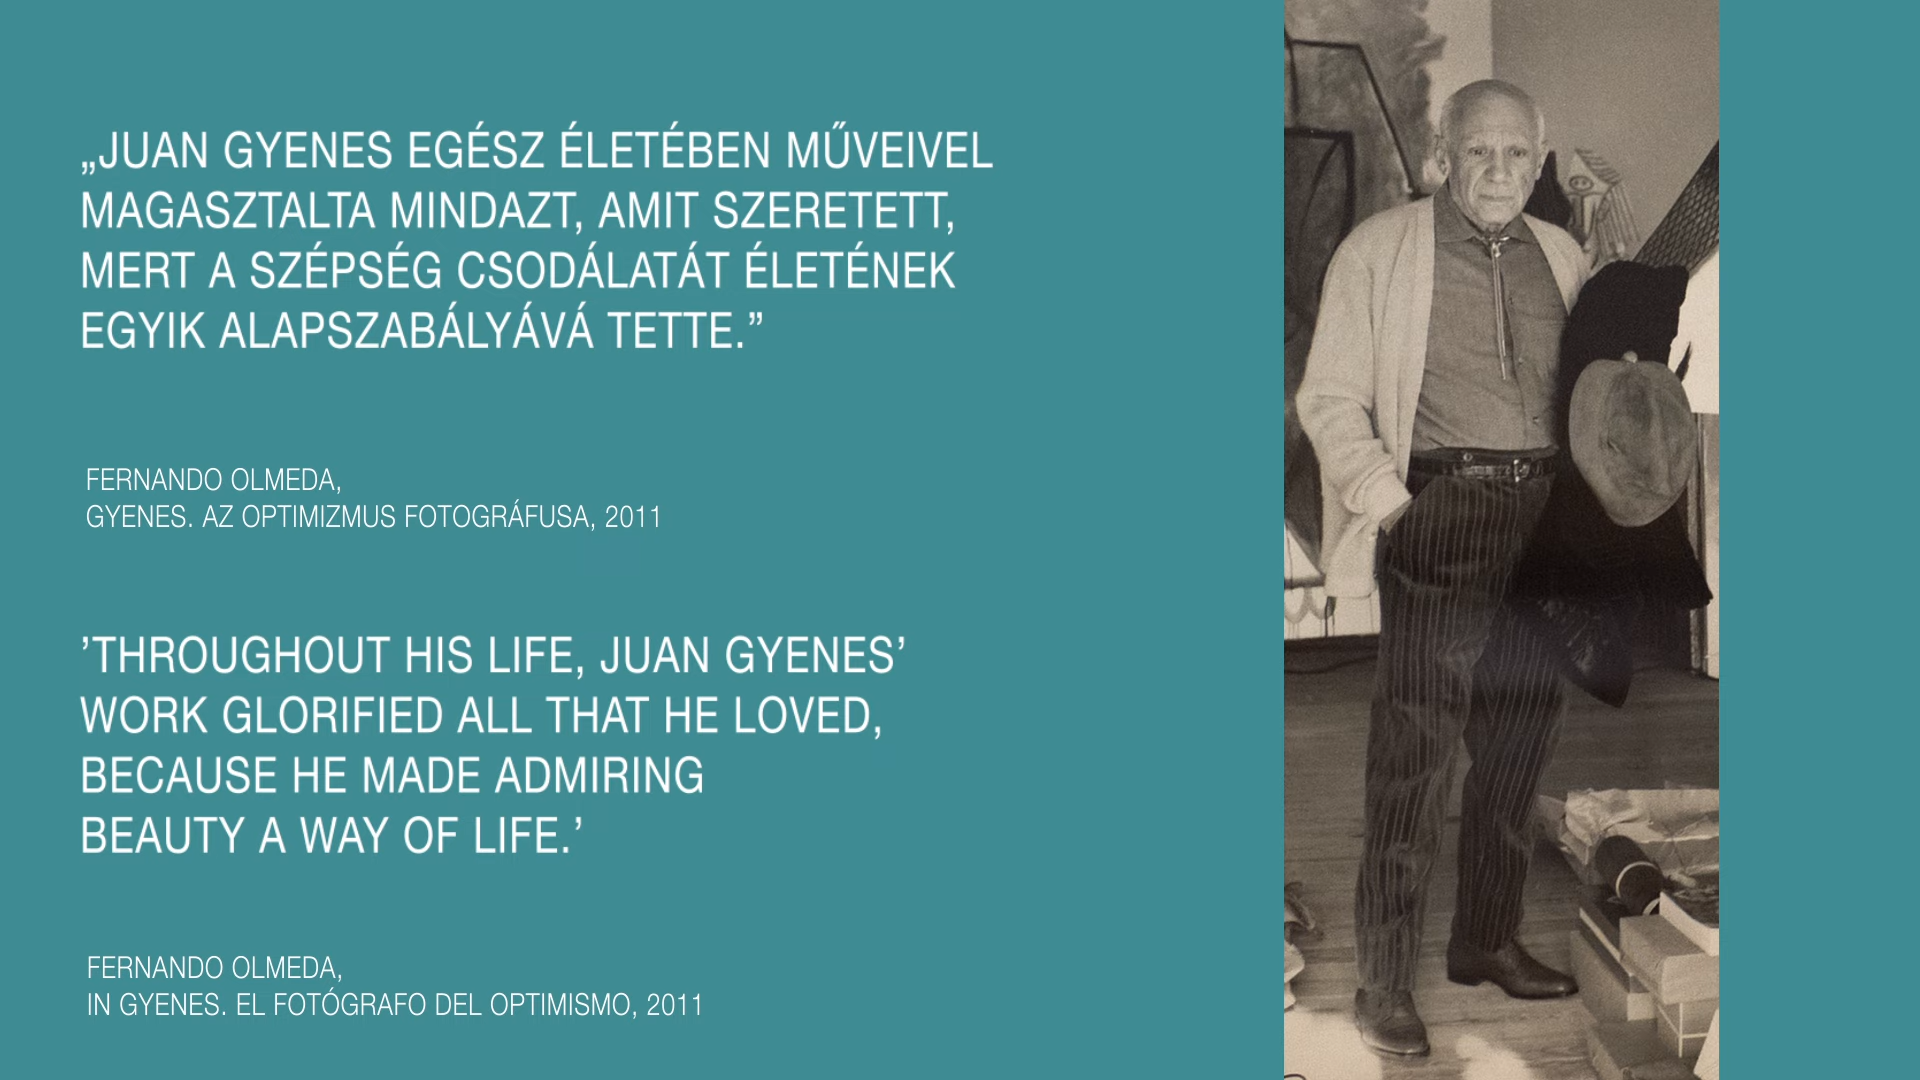 „JUAN GYENES EGÉSZ ÉLETÉBEN MŰVEIVEL
MAGASZTALTA MINDAZT, AMIT SZERETETT,
MERT A SZÉPSÉG CSODÁLATÁT ÉLETÉNEK
EGYIK ALAPSZABÁLYÁVÁ TETTE.”
FERNANDO OLMEDA,
GYENES. AZ OPTIMIZMUS FOTOGRÁFUSA, 2011
’THROUGHOUT HIS LIFE, JUAN GYENES’
WORK GLORIFIED ALL THAT HE LOVED,
BECAUSE HE MADE ADMIRING
BEAUTY A WAY OF LIFE.’
FERNANDO OLMEDA,
IN GYENES. EL FOTÓGRAFO DEL OPTIMISMO, 2011